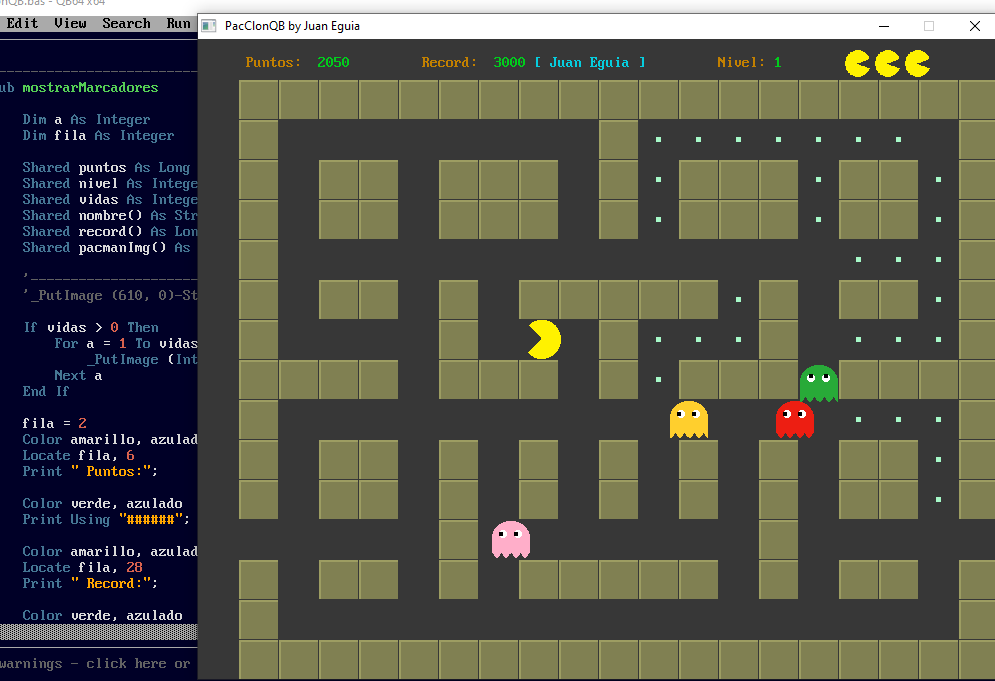 onQB.bas - QB64 x64
Edit View Search Run
PacClonQB by Juan Eguia
Puntos: 2050 Record: 3000 [ Juan Eguia ] Nivel: 1
ub mostrarMarcadores
Dim a As Integer
Dim fila As Integer
Shared puntos As Long
Shared nivel As Intege
Shared vidas As Intege
Shared nombre() As Str
Shared record() As Lon
Shared pacmanImg() As
'_PutImage (610, 0)-St
If vidas > 0 Then
For a = 1 To vidas
_PutImage (Int
Next a
End If
fila = 2
Color amarillo, azulad
Locate fila, 6
Print " Puntos:";
Color verde, azulado
Print Using "######";
Color amarillo, azulad
Locate fila, 28
Print " Record:";
Color verde, azulado
warnings - click here or